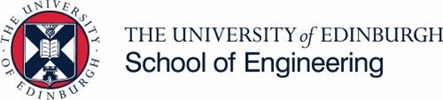 THE UNIVERSITY
OF EDINBURGH
THE UNIVERSITY of EDINBURGH
School of Engineering